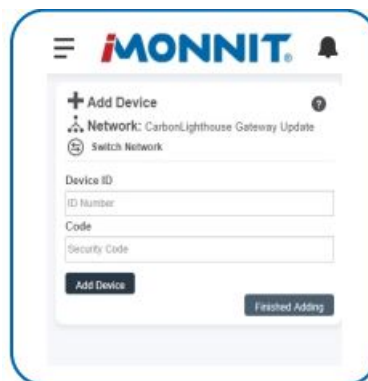 iMONNIT.
Add Device
Network: CarbonLighthouse Gateway Update
Switch Network
Device ID
ID Number
Code
Security Code
Add Device
Finished Adding